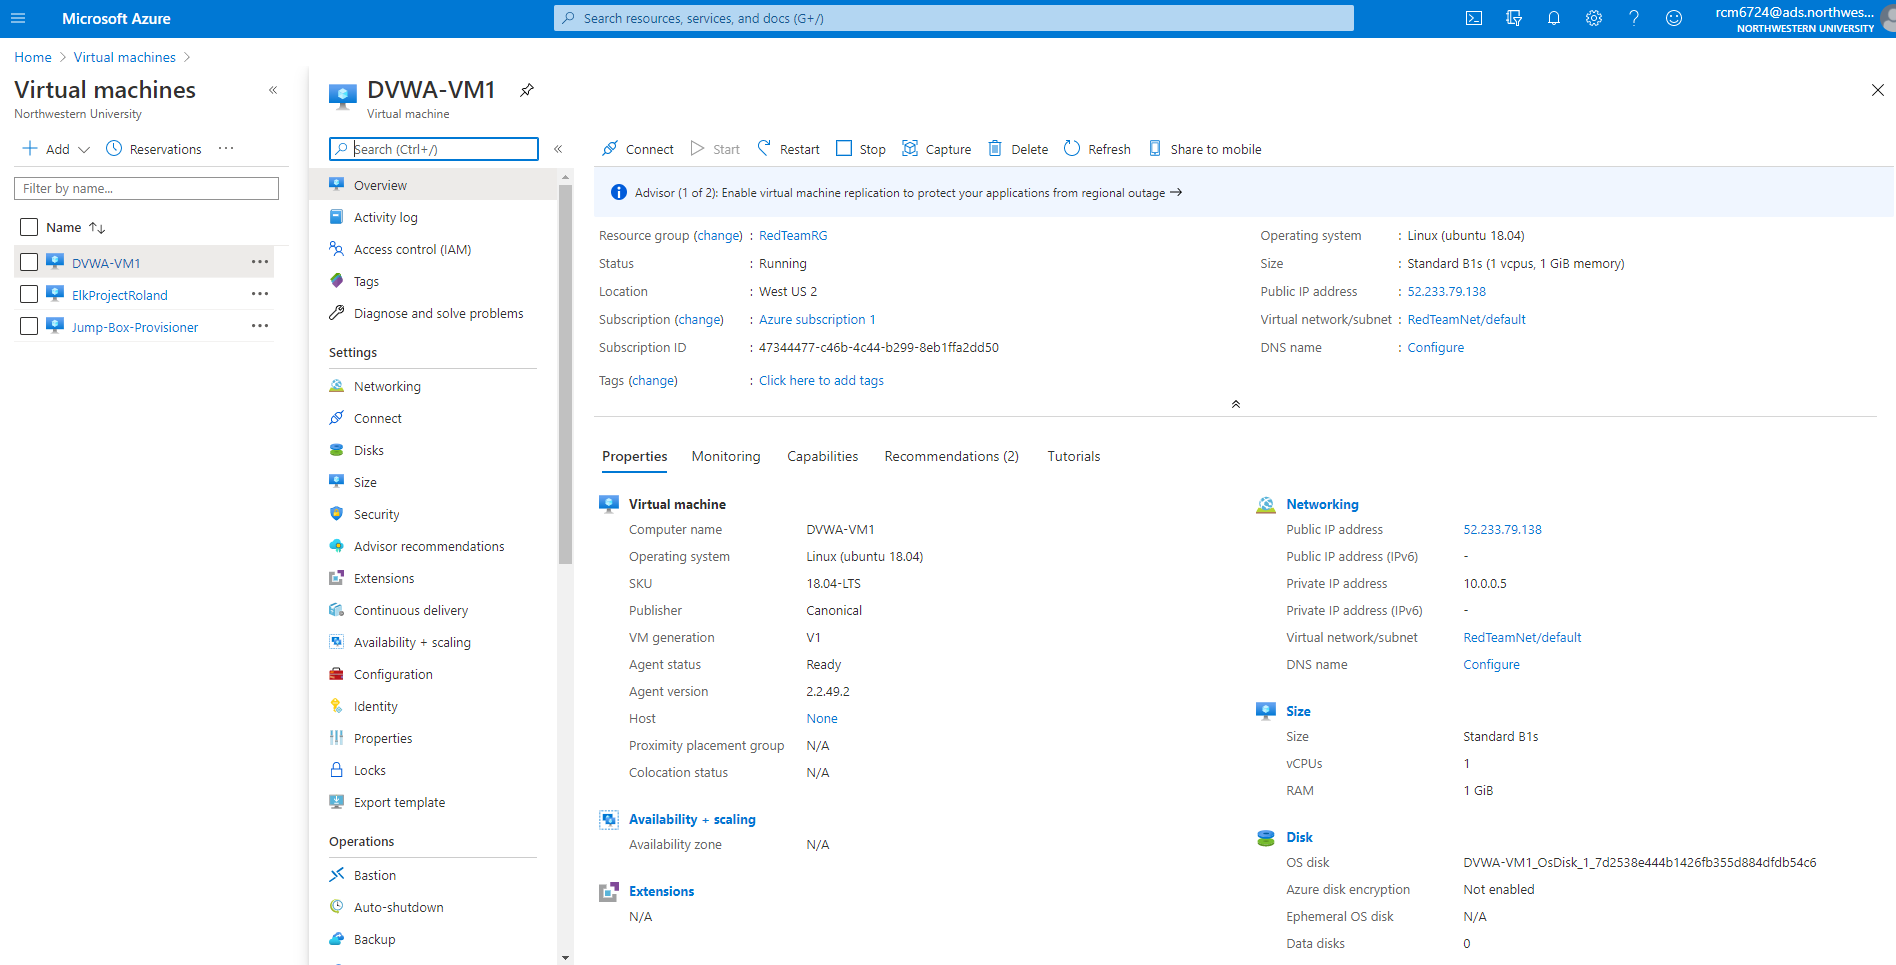 Microsoft Azure
Search resources, services, and docs (G+/)
rcm6724@ads.northwes...
NORTHWESTERN UNIVERSITY
Home > Virtual machines >
Virtual machines
Northwestern University
Add
Reservations
...
Filter by name...
Name
DVWA-VM1
ElkProjectRoland
Jump-Box-Provisioner
DVWA-VM1
Virtual machine
Search (Ctrl+/)
Overview
Activity log
Access control (IAM)
Tags
Diagnose and solve problems
Settings
Networking
Connect
Disks
Size
Security
Advisor recommendations
Extensions
Continuous delivery
Availability + scaling
Configuration
Identity
Properties
Locks
Export template
Operations
Bastion
Auto-shutdown
Backup
Connect
Start
Restart
Stop
Capture
Delete
Refresh
Share to mobile
Advisor (1 of 2): Enable virtual machine replication to protect your applications from regional outage →
Resource group (change) : RedTeamRG
Status : Running
Location : West US 2
Subscription (change) : Azure subscription 1
Subscription ID : 47344477-c46b-4c44-b299-8eb1ffa2dd50
Tags (change) : Click here to add tags
Operating system : Linux (ubuntu 18.04)
Size : Standard B1s (1 vcpus, 1 GiB memory)
Public IP address : 52.233.79.138
Virtual network/subnet : RedTeamNet/default
DNS name : Configure
Properties
Monitoring
Capabilities
Recommendations (2)
Tutorials
Virtual machine
Computer name DVWA-VM1
Operating system Linux (ubuntu 18.04)
SKU 18.04-LTS
Publisher Canonical
VM generation V1
Agent status Ready
Agent version 2.2.49.2
Host None
Proximity placement group N/A
Colocation status N/A
Availability + scaling
Availability zone N/A
Extensions
N/A
Networking
Public IP address 52.233.79.138
Public IP address (IPv6) -
Private IP address 10.0.0.5
Private IP address (IPv6) -
Virtual network/subnet RedTeamNet/default
DNS name Configure
Size
Size Standard B1s
vCPUs 1
RAM 1 GiB
Disk
OS disk DVWA-VM1_OsDisk_1_7d2538e444b1426fb355d884dfdb54c6
Azure disk encryption Not enabled
Ephemeral OS disk N/A
Data disks 0